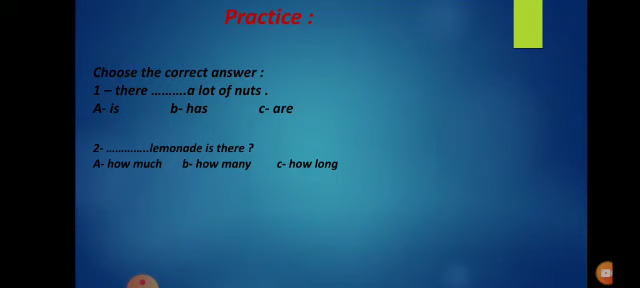 Practice :
Choose the correct answer :
1 – there ..........a lot of nuts .
A- is b- has c- are
2- .............lemonade is there ?
A- how much b- how many c- how long